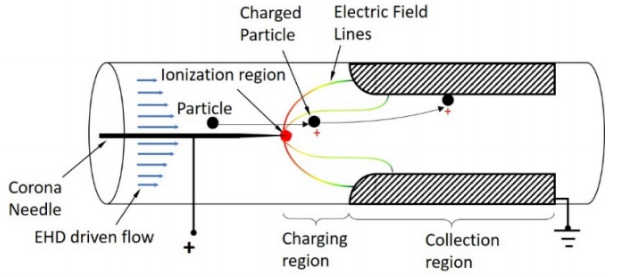 Charged
Particle
Electric Field
Lines
Ionization region
Particle
+
+
Corona
Needle
EHD driven flow
+
Charging
region
Collection
region